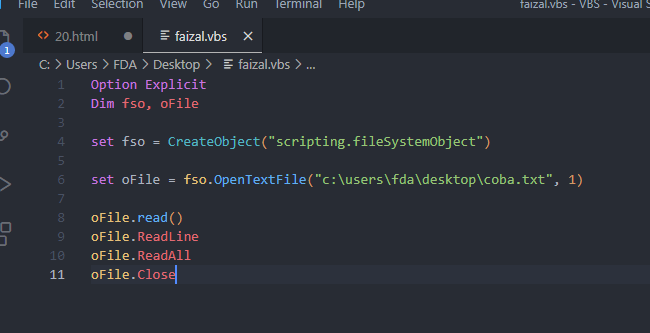 File Edit Selection View Go Run Terminal Help faizal.vbs - VBS - Visual S
20.html faizal.vbs
1
C: > Users > FDA > Desktop > faizal.vbs > ...
1 Option Explicit
2 Dim fso, oFile
3
4 set fso = CreateObject("scripting.fileSystemObject")
5
6 set oFile = fso.OpenTextFile("c:\users\fda\desktop\coba.txt", 1)
7
8 oFile.read()
9 oFile.ReadLine
10 oFile.ReadAll
11 oFile.Close